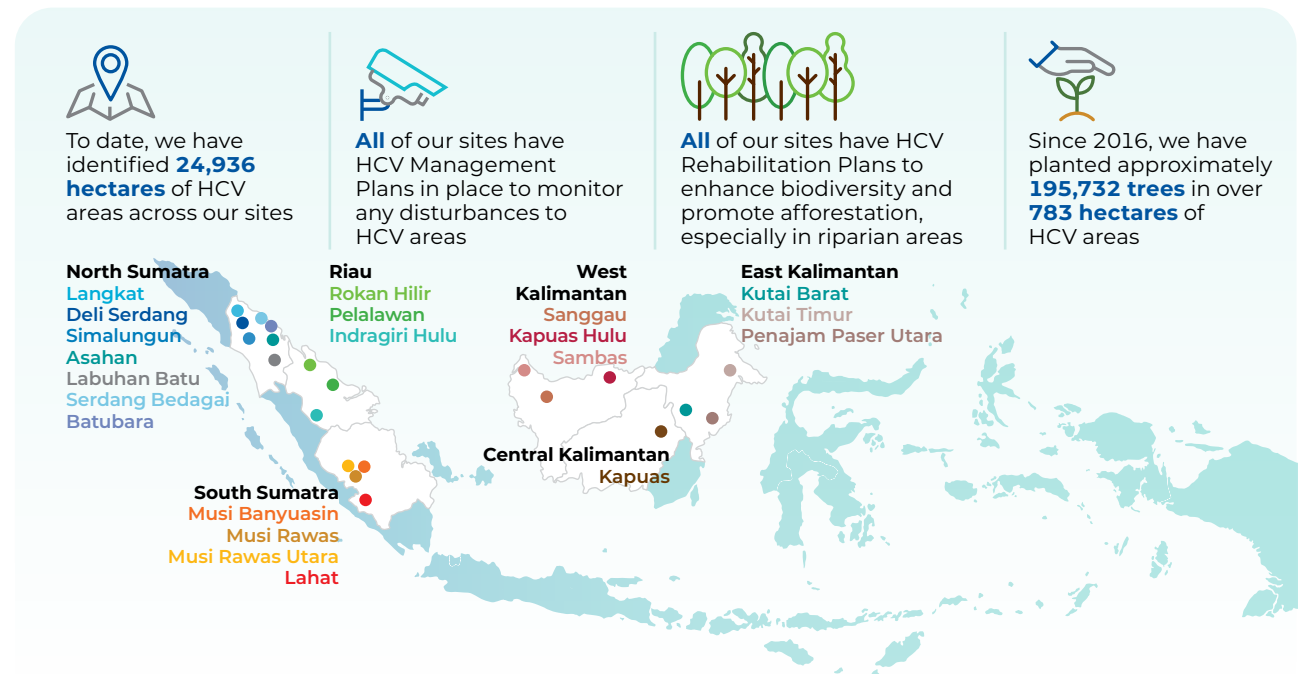 To date, we have
identified 24,936
hectares of HCV
areas across our sites
All of our sites have
HCV Management
Plans in place to monitor
any disturbances to
HCV areas
All of our sites have HCV
Rehabilitation Plans to
enhance biodiversity and
promote afforestation,
especially in riparian areas
Since 2016, we have
planted approximately
195,732 trees in over
783 hectares of
HCV areas
North Sumatra
Langkat
Deli Serdang
Simalungun
Asahan
Labuhan Batu
Serdang Bedagai
Batubara
Riau
Rokan Hilir
Pelalawan
Indragiri Hulu
West
Kalimantan
Sanggau
Kapuas Hulu
Sambas
East Kalimantan
Kutai Barat
Kutai Timur
Penajam Paser Utara
Central Kalimantan
Kapuas
South Sumatra
Musi Banyuasin
Musi Rawas
Musi Rawas Utara
Lahat